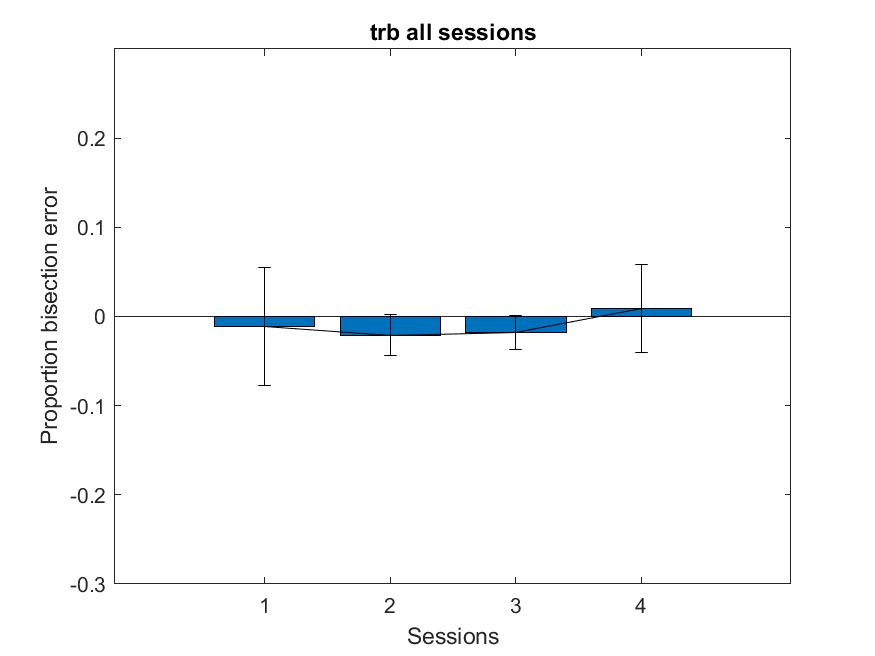 trb all sessions
Proportion bisection error
0.2
0.1
0
-0.1
-0.2
-0.3
1 2 3 4
Sessions